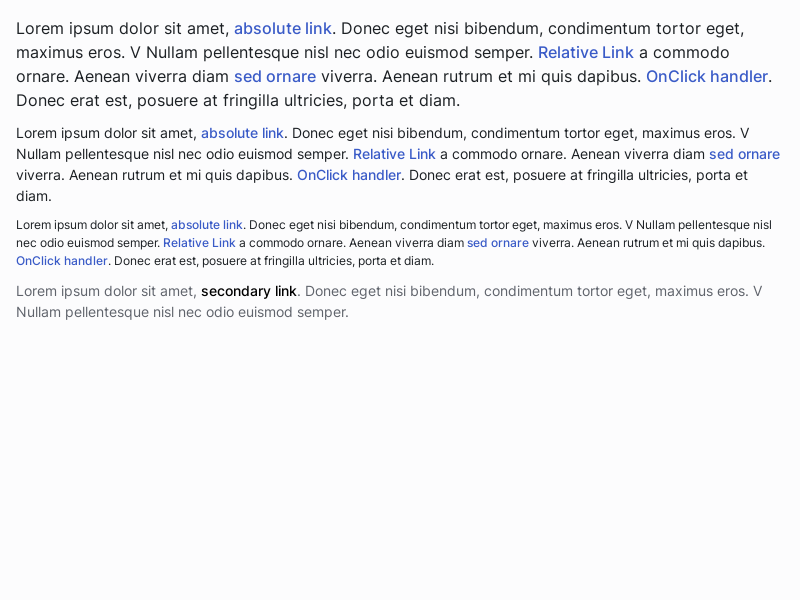 Lorem ipsum dolor sit amet, absolute link. Donec eget nisi bibendum, condimentum tortor eget,
maximus eros. V Nullam pellentesque nisl nec odio euismod semper. Relative Link a commodo
ornare. Aenean viverra diam sed ornare viverra. Aenean rutrum et mi quis dapibus. OnClick handler.
Donec erat est, posuere at fringilla ultricies, porta et diam.
Lorem ipsum dolor sit amet, absolute link. Donec eget nisi bibendum, condimentum tortor eget, maximus eros. V
Nullam pellentesque nisl nec odio euismod semper. Relative Link a commodo ornare. Aenean viverra diam sed ornare
viverra. Aenean rutrum et mi quis dapibus. OnClick handler. Donec erat est, posuere at fringilla ultricies, porta et
diam.
Lorem ipsum dolor sit amet, absolute link. Donec eget nisi bibendum, condimentum tortor eget, maximus eros. V Nullam pellentesque nisl
nec odio euismod semper. Relative Link a commodo ornare. Aenean viverra diam sed ornare viverra. Aenean rutrum et mi quis dapibus.
OnClick handler. Donec erat est, posuere at fringilla ultricies, porta et diam.
Lorem ipsum dolor sit amet, secondary link. Donec eget nisi bibendum, condimentum tortor eget, maximus eros. V
Nullam pellentesque nisl nec odio euismod semper.